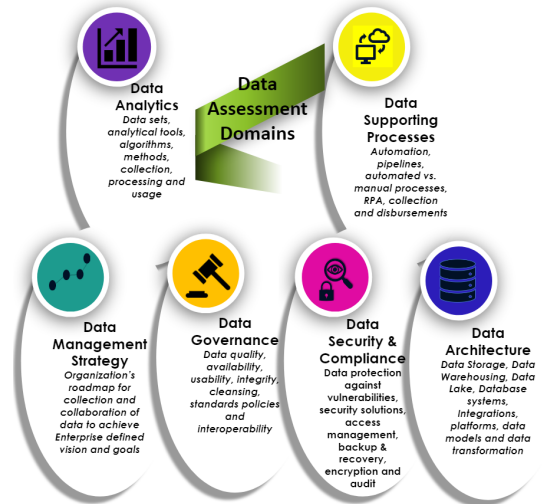 Data
Assessment
Domains
Data
Analytics
Data sets,
analytical tools,
algorithms,
methods,
collection,
processing and
usage
Data
Supporting
Processes
Automation,
pipelines,
automated vs.
manual processes,
RPA, collection
and disbursements
Data
Management
Strategy
Organization's
roadmap for
collection and
collaboration of
data to achieve
Enterprise defined
vision and goals
Data
Governance
Data quality,
availability,
usability, integrity,
cleansing,
standards policies
and
interoperability
Data
Security &
Compliance
Data protection
against
vulnerabilities,
security solutions,
access
management,
backup &
recovery,
encryption and
audit
Data
Architecture
Data Storage, Data
Warehousing, Data
Lake, Database
systems,
Integrations,
platforms, data
models and data
transformation